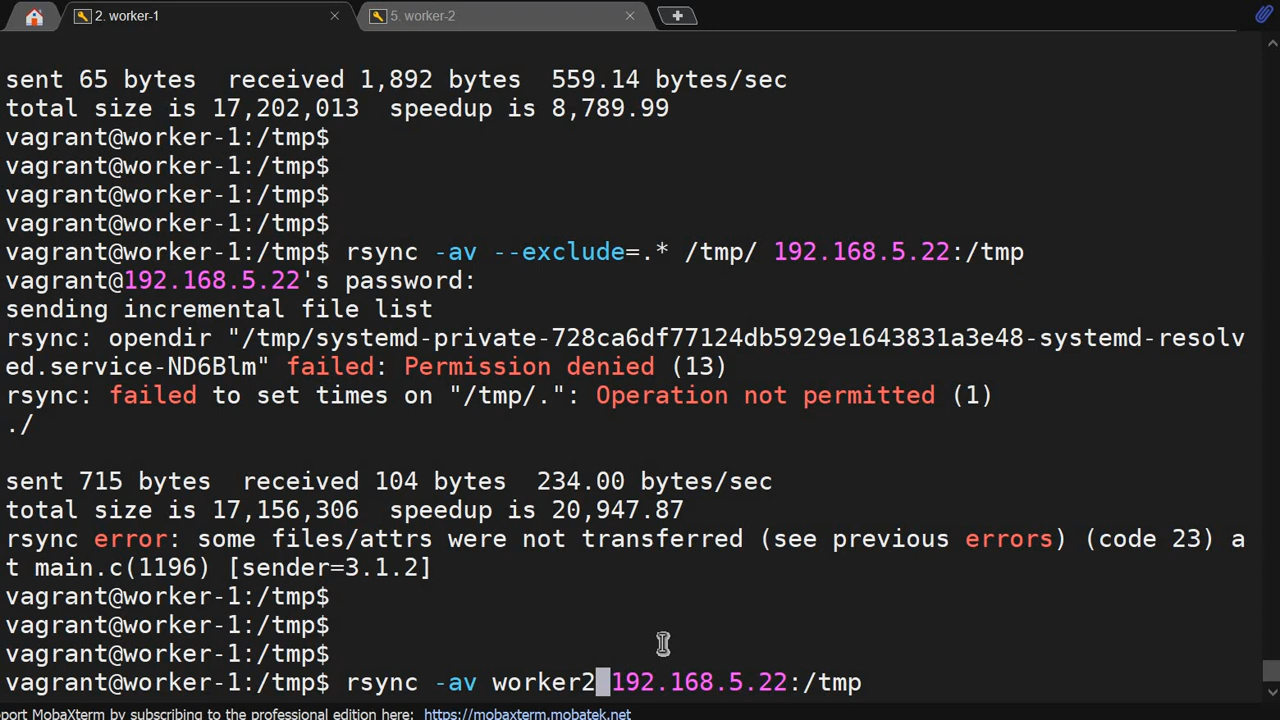 2. worker-1
5. worker-2
sent 65 bytes  received 1,892 bytes  559.14 bytes/sec
total size is 17,202,013  speedup is 8,789.99
vagrant@worker-1:/tmp$
vagrant@worker-1:/tmp$
vagrant@worker-1:/tmp$
vagrant@worker-1:/tmp$
vagrant@worker-1:/tmp$ rsync -av --exclude=.* /tmp/ 192.168.5.22:/tmp
vagrant@192.168.5.22's password:
sending incremental file list
rsync: opendir "/tmp/systemd-private-728ca6df77124db5929e1643831a3e48-systemd-resolv
ed.service-ND6Blm" failed: Permission denied (13)
rsync: failed to set times on "/tmp/.": Operation not permitted (1)
./
sent 715 bytes  received 104 bytes  234.00 bytes/sec
total size is 17,156,306  speedup is 20,947.87
rsync error: some files/attrs were not transferred (see previous errors) (code 23) a
t main.c(1196) [sender=3.1.2]
vagrant@worker-1:/tmp$
vagrant@worker-1:/tmp$
vagrant@worker-1:/tmp$
vagrant@worker-1:/tmp$ rsync -av worker2 192.168.5.22:/tmp
port MobaXterm by subscribing to the professional edition here: https://mobaxterm.mobatek.net